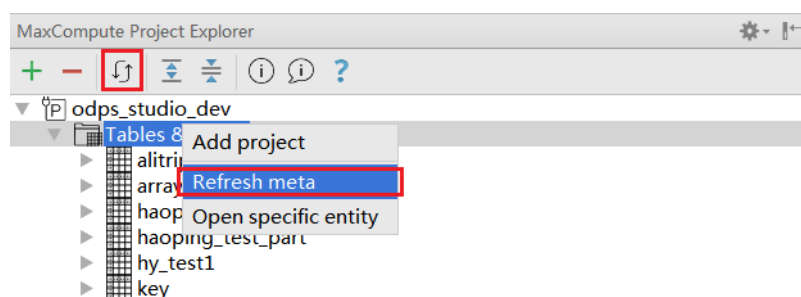 MaxCompute Project Explorer
odps_studio_dev
Tables &
Add project
Refresh meta
Open specific entity
haoping_test_part
hy_test1
key